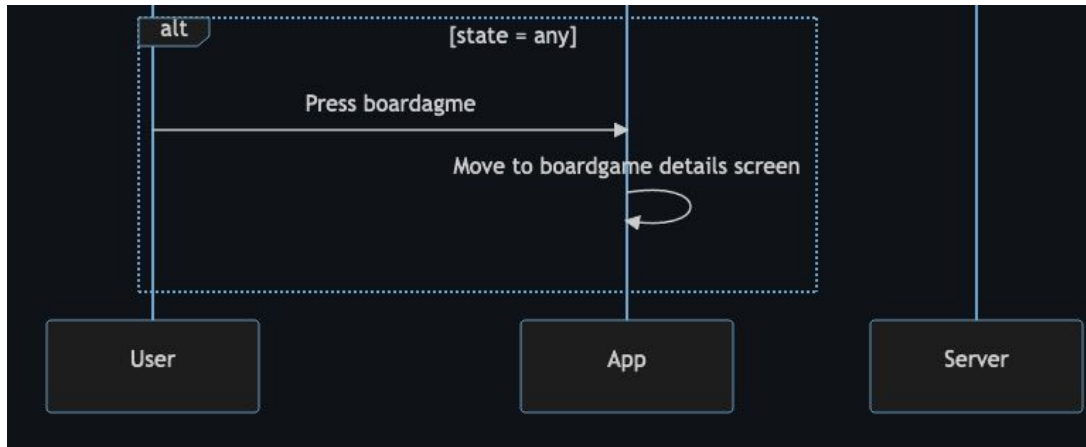 alt
[state = any]
Press boardagme
Move to boardgame details screen
User
App
Server